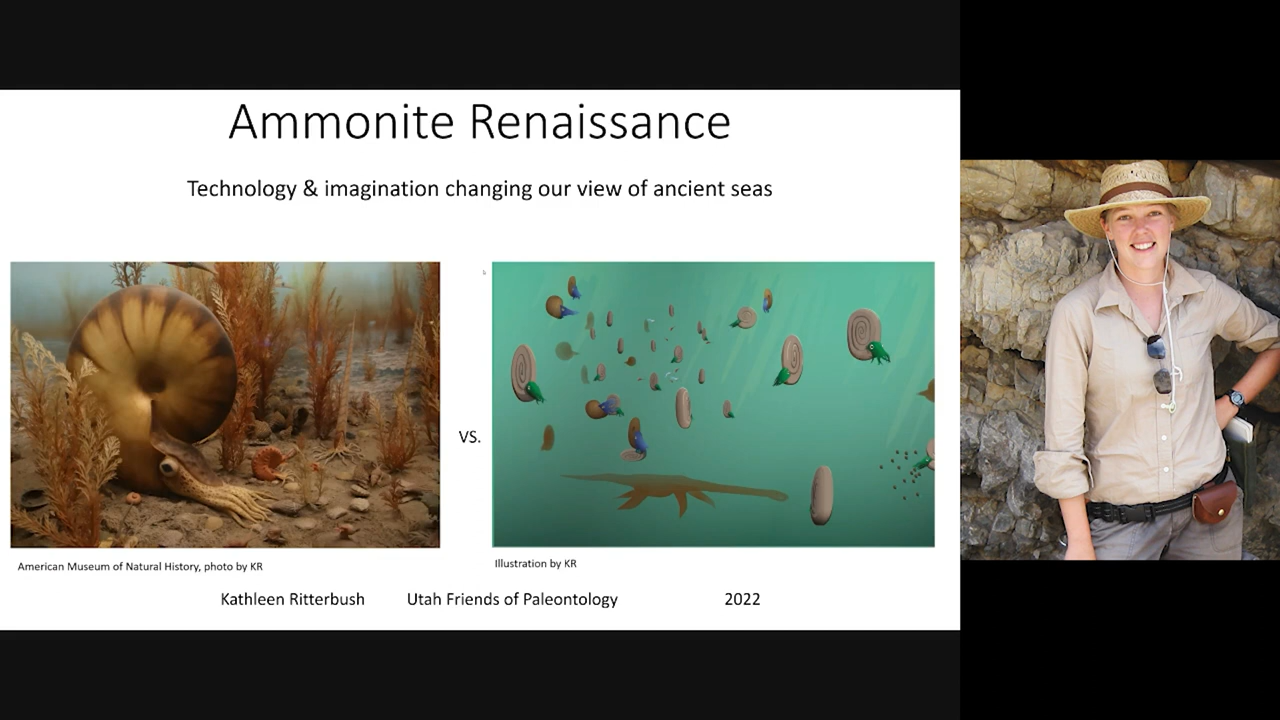 Ammonite Renaissance
Technology & imagination changing our view of ancient seas
VS.
American Museum of Natural History, photo by KR
Illustration by KR
Kathleen Ritterbush Utah Friends of Paleontology 2022